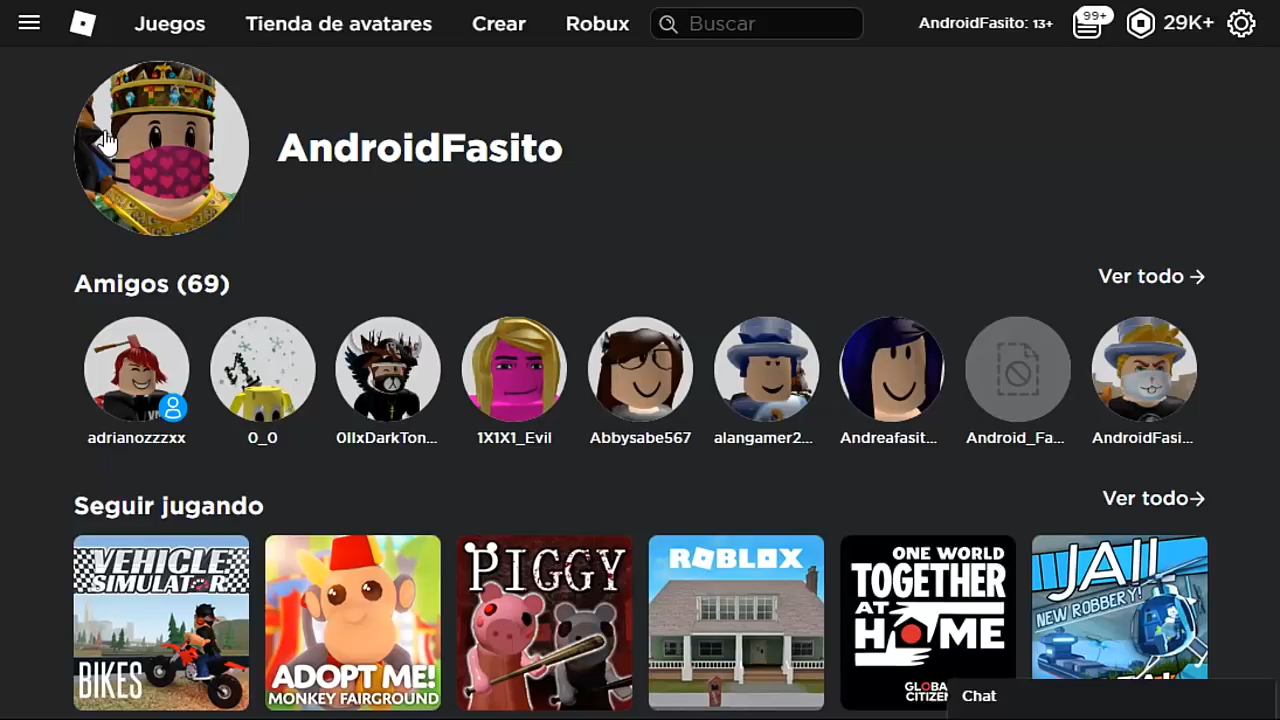 Juegos
Tienda de avatares
Crear
Robux
Buscar
AndroidFasito: 13+
99+
29K+
AndroidFasito
Amigos (69)
Ver todo
adrianozzzxx
0_0
0IIxDarkTon...
1X1X1_Evil
Abbysabe567
alangamer2...
Andreafasit...
Android_Fa...
AndroidFasi...
Seguir jugando
Ver todo
VEHICLE
SIMULATOR
BIKES
ADOPT ME!
MONKEY FAIRGROUND
PIGGY
ROBLOX
ONE WORLD
TOGETHER
AT
HOME
GLOBA
CITIZEN
JAIL
NEW ROBBERY!
Chat